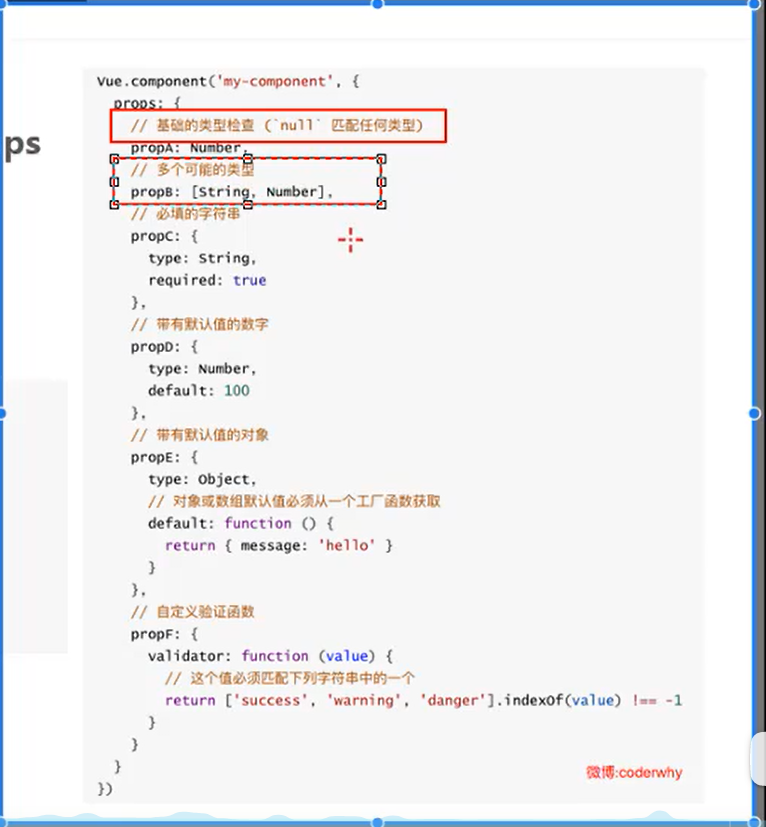 ps
Vue.component('my-component', {
props: {
// 基础的类型检查 (`null` 匹配任何类型)
propA: Number,
// 多个可能的类型
propB: [String, Number],
// 必填的字符串
propC: {
type: String,
required: true
},
// 带有默认值的数字
propD: {
type: Number,
default: 100
},
// 带有默认值的对象
propE: {
type: Object,
// 对象或数组默认值必须从一个工厂函数获取
default: function () {
return { message: 'hello' }
}
},
// 自定义验证函数
propF: {
validator: function (value) {
// 这个值必须匹配下列字符串中的一个
return ['success', 'warning', 'danger'].indexOf(value) !== -1
}
}
}
})
微博:coderwhy